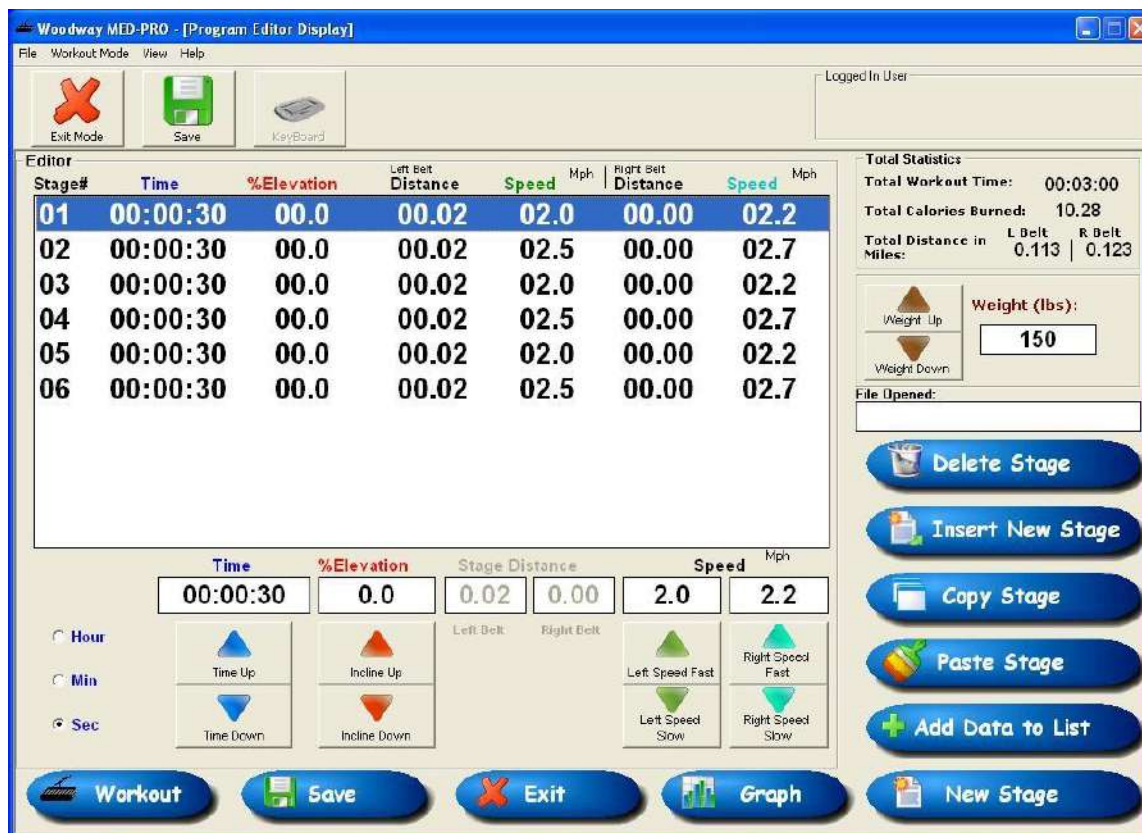 Woodway MED-PRO - [Program Editor Display]
File Workout Mode View Help
Exit Mode
Save
KeyBoard
Logged In User
Editor
Stage# Time %Elevation Left Belt Distance Speed Mph | Right Belt Distance Speed Mph
01 00:00:30 00.0 00.02 02.0 00.00 02.2
02 00:00:30 00.0 00.02 02.5 00.00 02.7
03 00:00:30 00.0 00.02 02.0 00.00 02.2
04 00:00:30 00.0 00.02 02.5 00.00 02.7
05 00:00:30 00.0 00.02 02.0 00.00 02.2
06 00:00:30 00.0 00.02 02.5 00.00 02.7
Total Statistics
Total Workout Time: 00:03:00
Total Calories Burned: 10.28
L Belt R Belt
Total Distance in Miles: 0.113 | 0.123
Weight Up
Weight Down
Weight (lbs):
150
File Opened:
Delete Stage
Insert New Stage
Copy Stage
Paste Stage
Add Data to List
New Stage
Time %Elevation Stage Distance Speed Mph
00:00:30 0.0 0.02 0.00 2.0 2.2
Left Belt Right Belt
Hour
Min
Sec
Time Up
Time Down
Incline Up
Incline Down
Left Speed Fast
Left Speed
Slow
Right Speed
Fast
Right Speed
Slow
Workout
Save
Exit
Graph